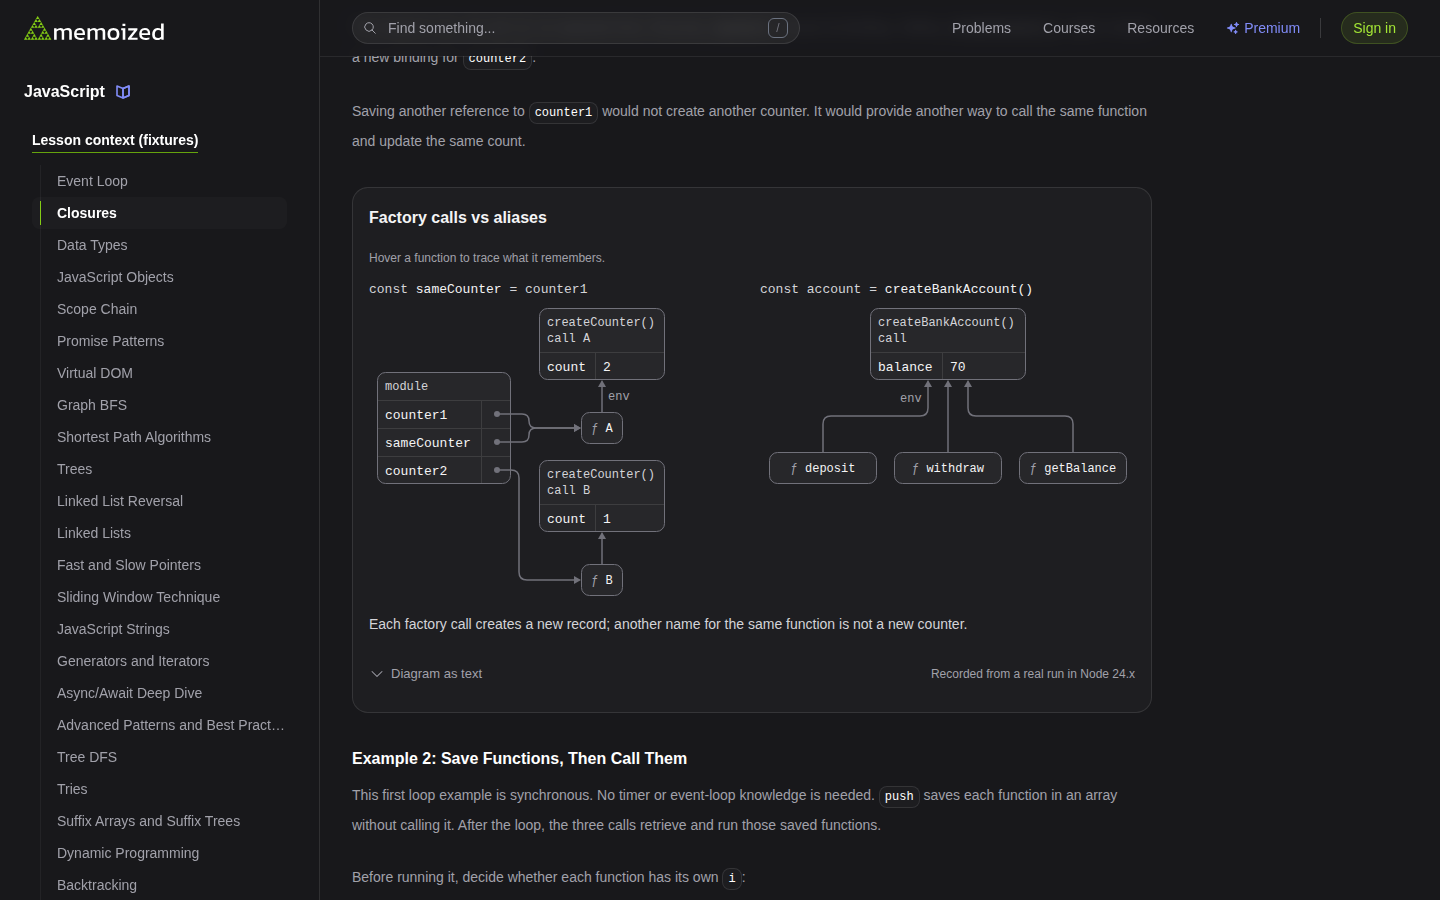 memoized
Find something...
/
Problems
Courses
Resources
Premium
Sign in
JavaScript
Lesson context (fixtures)
Event Loop
Closures
Data Types
JavaScript Objects
Scope Chain
Promise Patterns
Virtual DOM
Graph BFS
Shortest Path Algorithms
Trees
Linked List Reversal
Linked Lists
Fast and Slow Pointers
Sliding Window Technique
JavaScript Strings
Generators and Iterators
Async/Await Deep Dive
Advanced Patterns and Best Pract…
Tree DFS
Tries
Suffix Arrays and Suffix Trees
Dynamic Programming
Backtracking
a new binding for counter2.
Saving another reference to counter1 would not create another counter. It would provide another way to call the same function
and update the same count.
Factory calls vs aliases
Hover a function to trace what it remembers.
const sameCounter = counter1
createCounter()
call A
count 2
env
module
counter1
sameCounter
counter2
ƒ A
createCounter()
call B
count 1
ƒ B
const account = createBankAccount()
createBankAccount()
call
balance 70
env
ƒ deposit
ƒ withdraw
ƒ getBalance
Each factory call creates a new record; another name for the same function is not a new counter.
Diagram as text
Recorded from a real run in Node 24.x
Example 2: Save Functions, Then Call Them
This first loop example is synchronous. No timer or event-loop knowledge is needed. push saves each function in an array
without calling it. After the loop, the three calls retrieve and run those saved functions.
Before running it, decide whether each function has its own i: